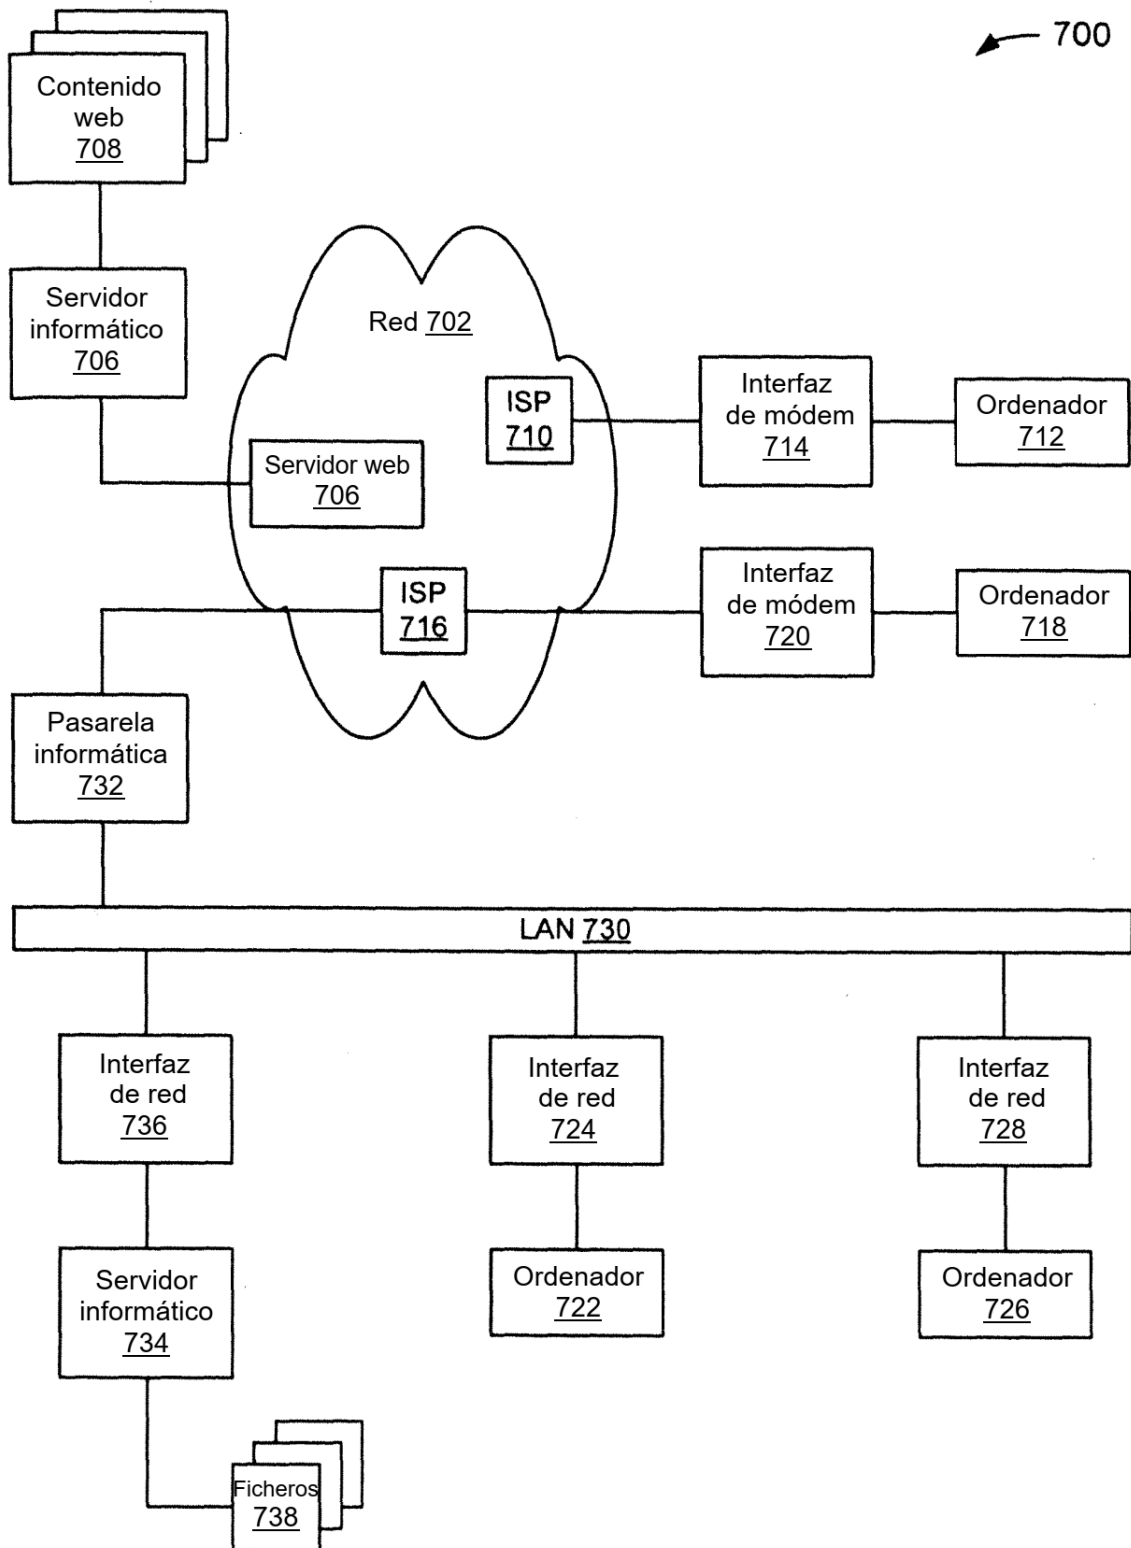 700
Contenido
web
708
Servidor
informático
706
Red 702
ISP
710
Interfaz
de módem
714
Ordenador
712
Servidor web
706
ISP
716
Interfaz
de módem
720
Ordenador
718
Pasarela
informática
732
LAN 730
Interfaz
de red
736
Interfaz
de red
724
Interfaz
de red
728
Servidor
informático
734
Ordenador
722
Ordenador
726
Ficheros
738